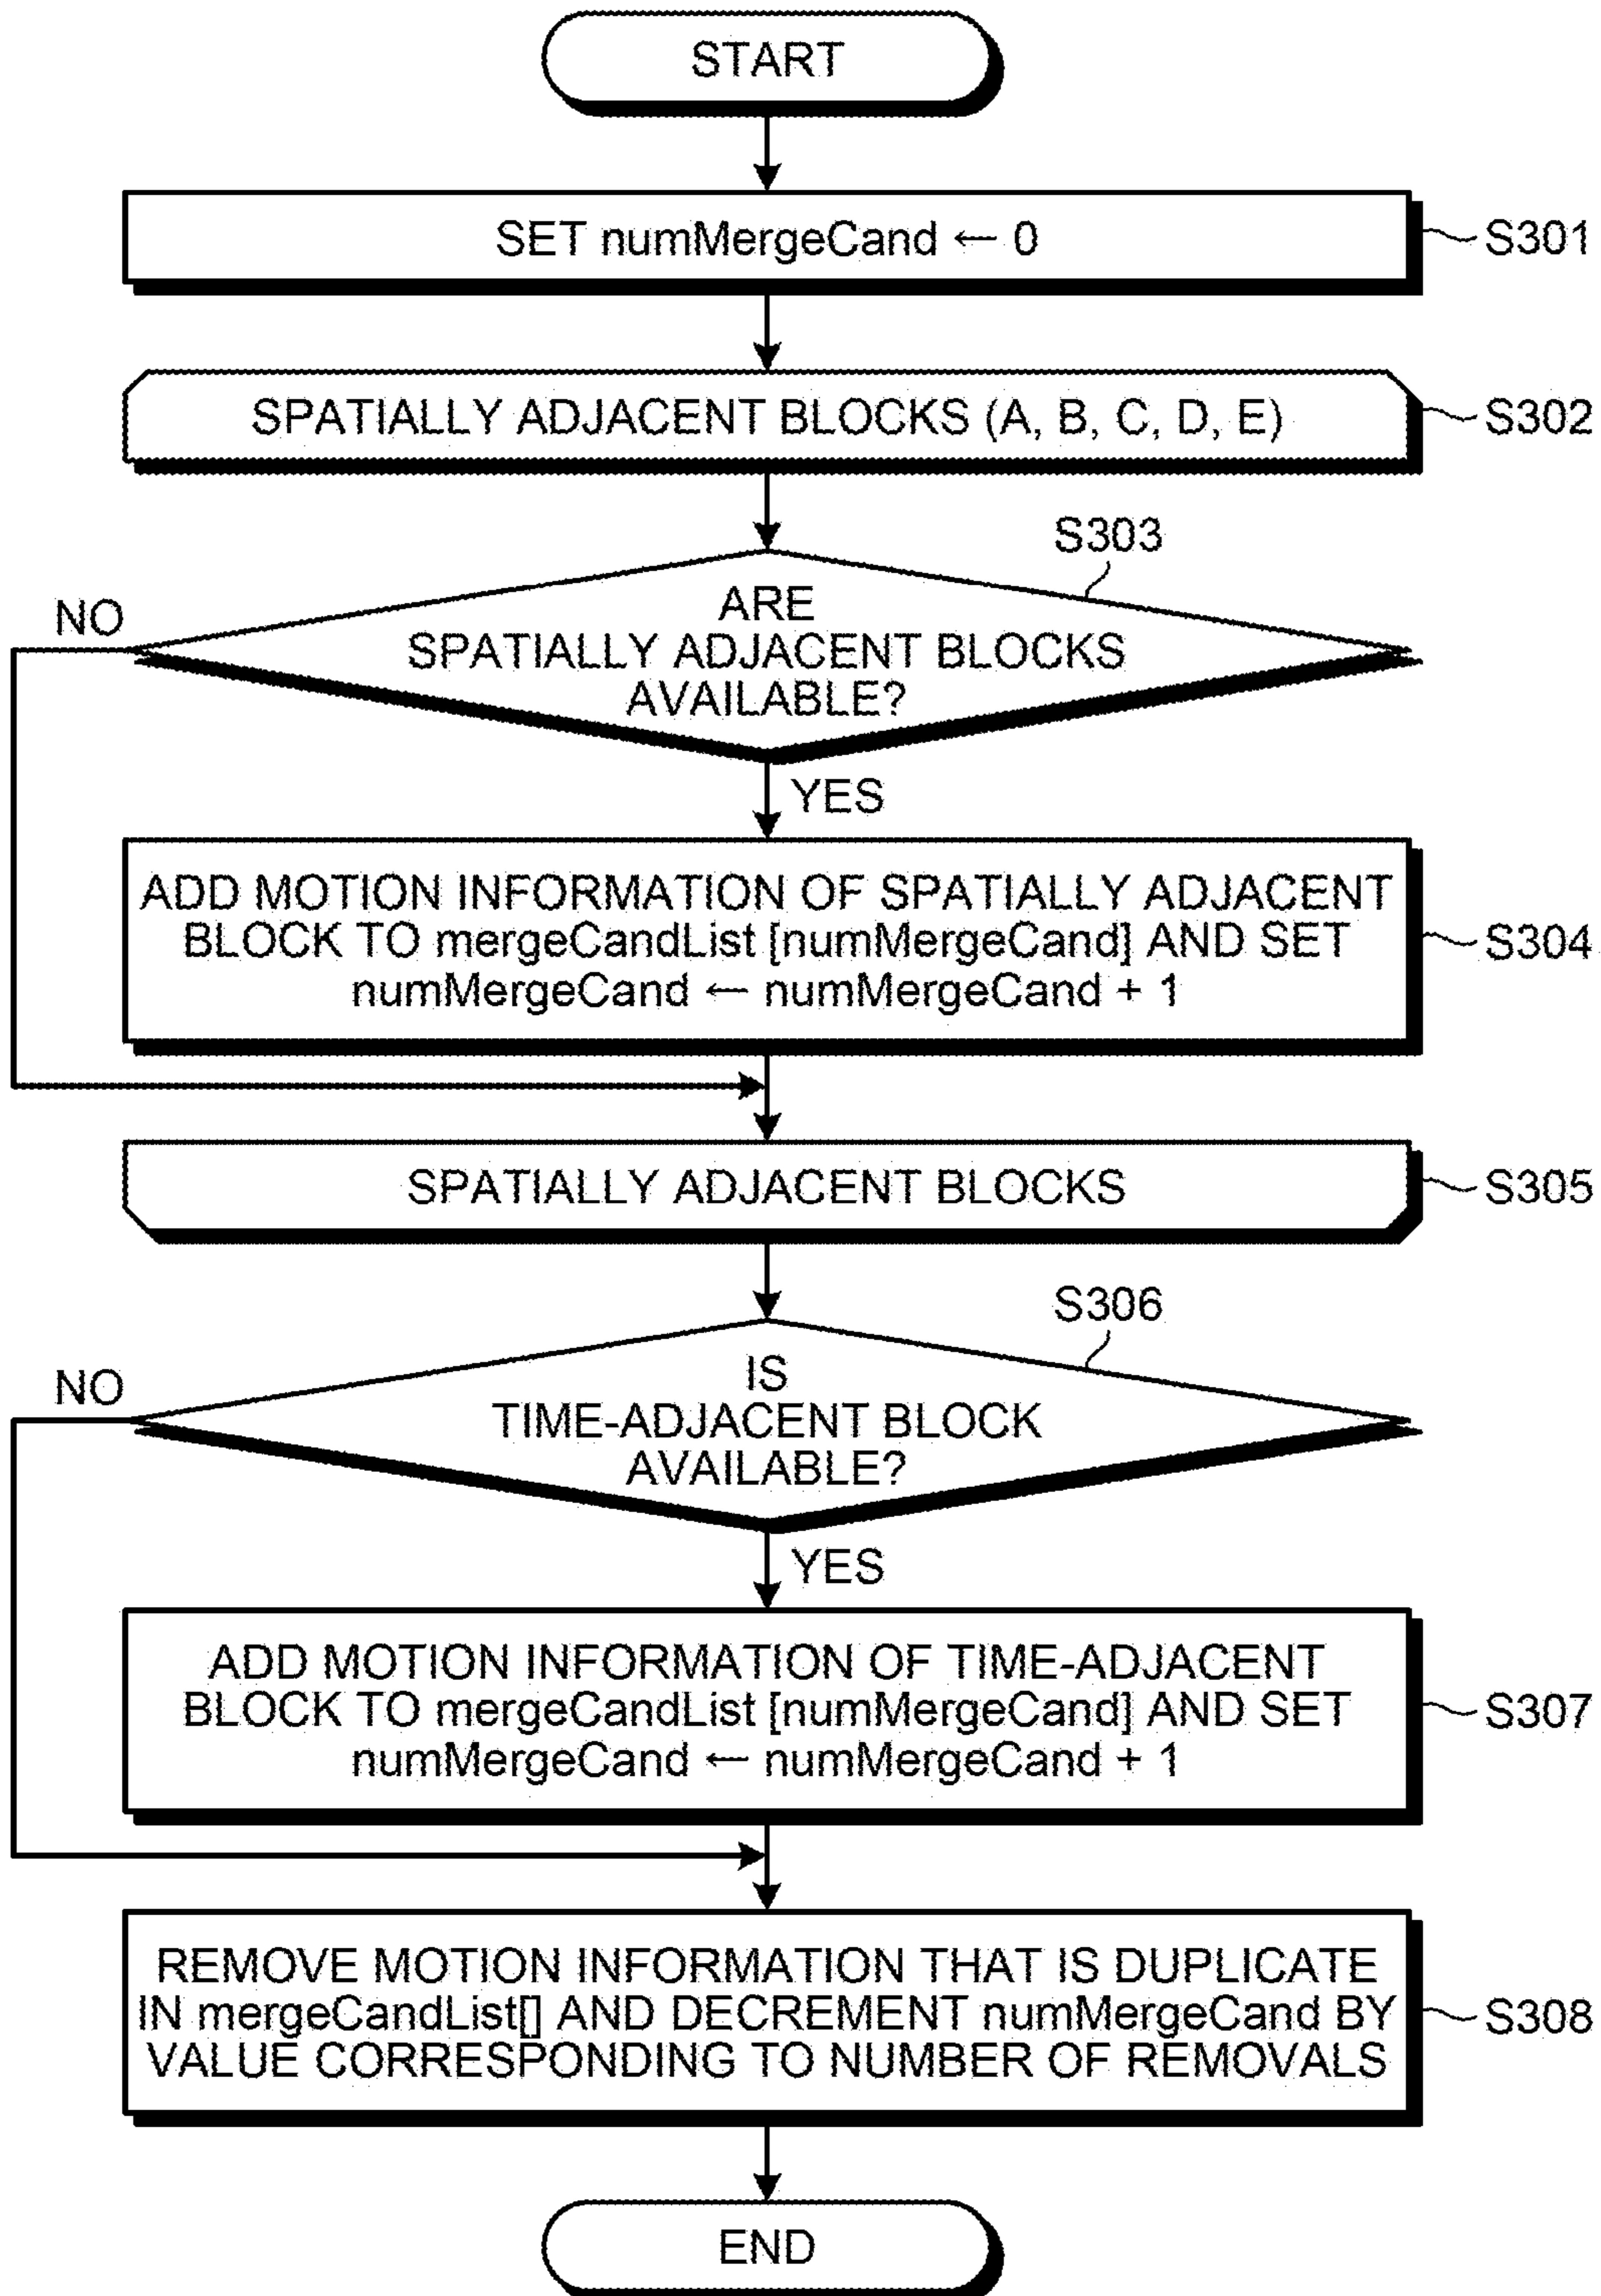 START
SET numMergeCand ← 0
S301
SPATIALLY ADJACENT BLOCKS (A, B, C, D, E)
S302
S303
NO
ARE
SPATIALLY ADJACENT BLOCKS
AVAILABLE?
YES
ADD MOTION INFORMATION OF SPATIALLY ADJACENT
BLOCK TO mergeCandList [numMergeCand] AND SET
numMergeCand ← numMergeCand + 1
S304
SPATIALLY ADJACENT BLOCKS
S305
S306
NO
IS
TIME-ADJACENT BLOCK
AVAILABLE?
YES
ADD MOTION INFORMATION OF TIME-ADJACENT
BLOCK TO mergeCandList [numMergeCand] AND SET
numMergeCand ← numMergeCand + 1
S307
REMOVE MOTION INFORMATION THAT IS DUPLICATE
IN mergeCandList[] AND DECREMENT numMergeCand BY
VALUE CORRESPONDING TO NUMBER OF REMOVALS
S308
END